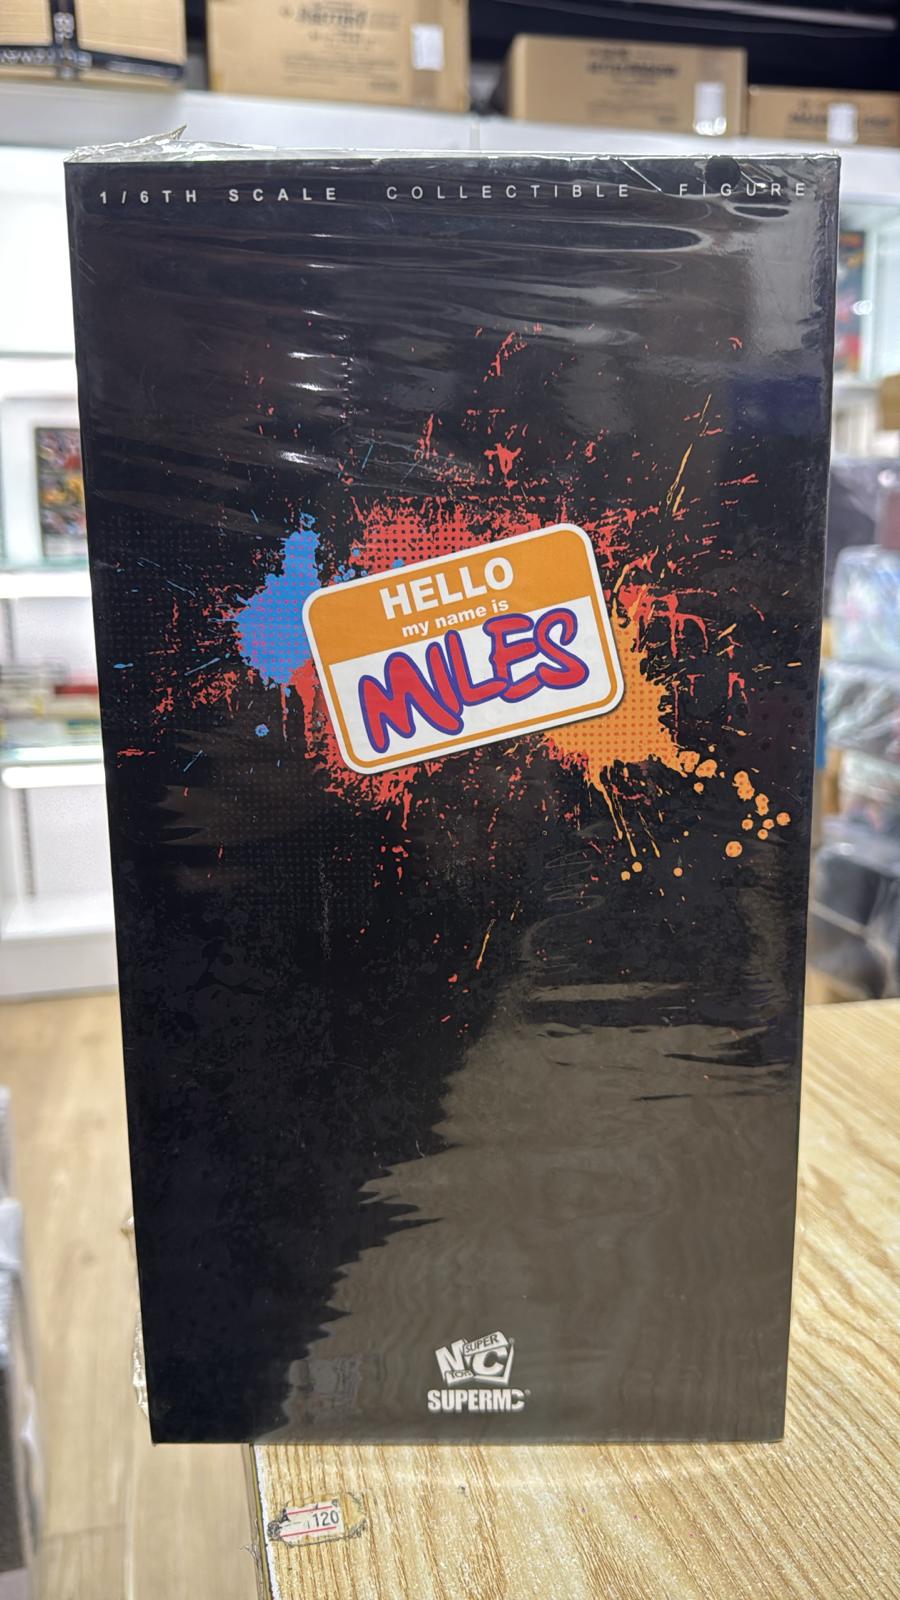 1/6TH SCALE COLLECTIBLE FIGURE
HELLO
my name is
MILES
SUPER
TOYS
SUPERMC
120